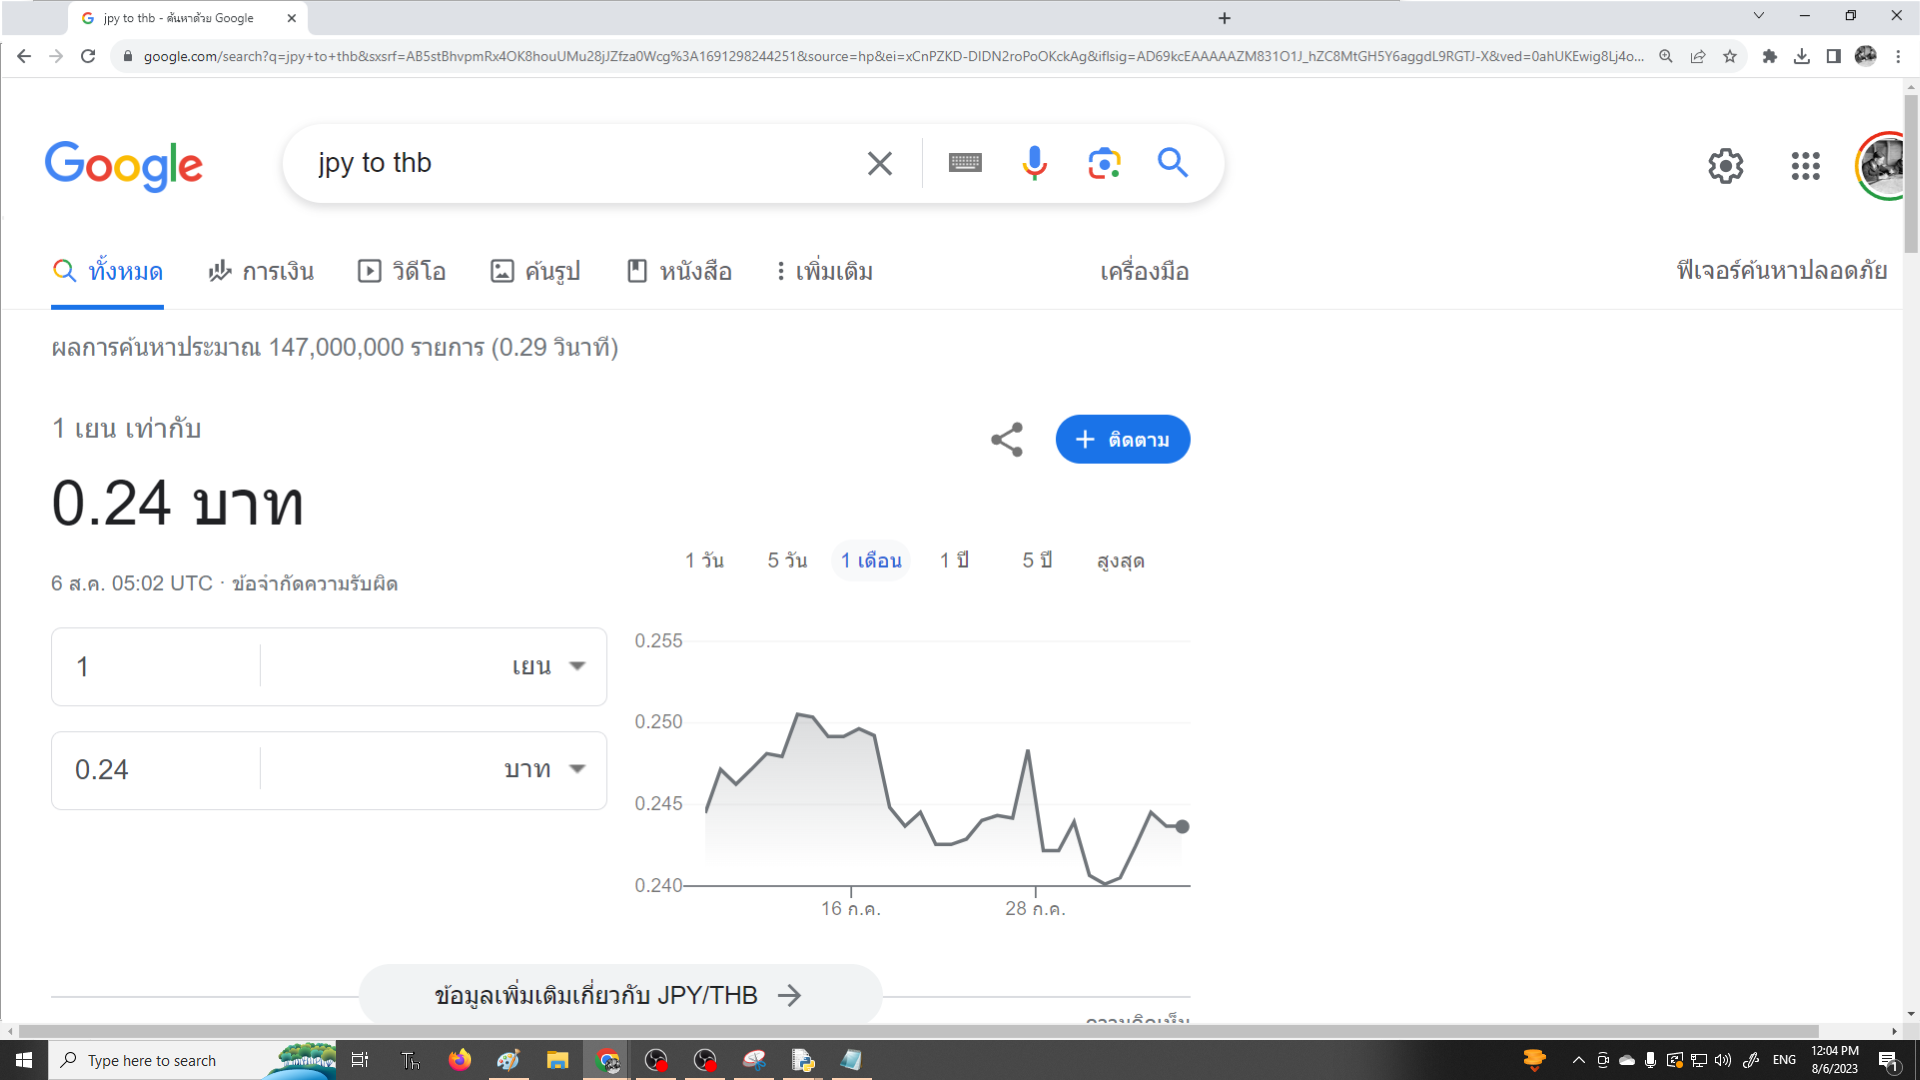 jpy to thb - ค้นหาด้วย Google
google.com/search?q=jpy+to+thb&sxsrf=AB5stBhvpmRx4OK8houUMu28jJZfza0Wcg%3A1691298244251&source=hp&ei=xCnPZKD-DIDN2roPoOKckAg&iflsig=AD69kcEAAAAAZM831O1J_hZC8MtGH5Y6aggdL9RGTJ-X&ved=0ahUKEwig8Lj4o...
Google
jpy to thb
ทั้งหมด การเงิน วิดีโอ ค้นรูป หนังสือ เพิ่มเติม เครื่องมือ ฟีเจอร์ค้นหาปลอดภัย
ผลการค้นหาประมาณ 147,000,000 รายการ (0.29 วินาที)
1 เยน เท่ากับ
ติดตาม
0.24 บาท
6 ส.ค. 05:02 UTC · ข้อจำกัดความรับผิด
1 วัน 5 วัน 1 เดือน 1 ปี 5 ปี สูงสุด
1 เยน
0.24 บาท
0.255
0.250
0.245
0.240
16 ก.ค. 28 ก.ค.
ข้อมูลเพิ่มเติมเกี่ยวกับ JPY/THB
ความคิดเห็น
Type here to search
Th
ENG
12:04 PM
8/6/2023
1